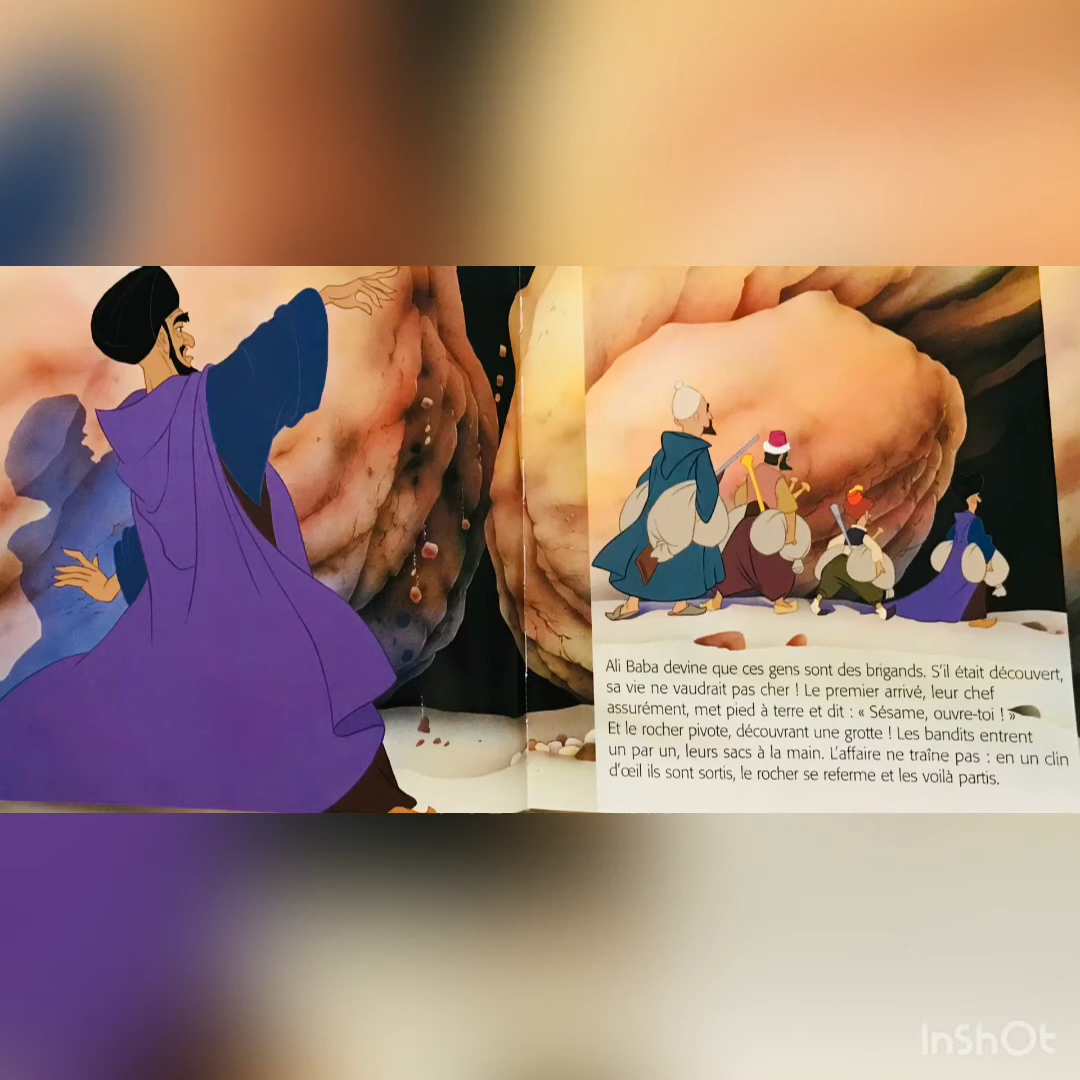 Ali Baba devine que ces gens sont des brigands. S'il était découvert,
sa vie ne vaudrait pas cher ! Le premier arrivé, leur chef
assurément, met pied à terre et dit : « Sésame, ouvre-toi ! »
Et le rocher pivote, découvrant une grotte ! Les bandits entrent
un par un, leurs sacs à la main. L'affaire ne traîne pas : en un clin
d'œil ils sont sortis, le rocher se referme et les voilà partis.
InShOt